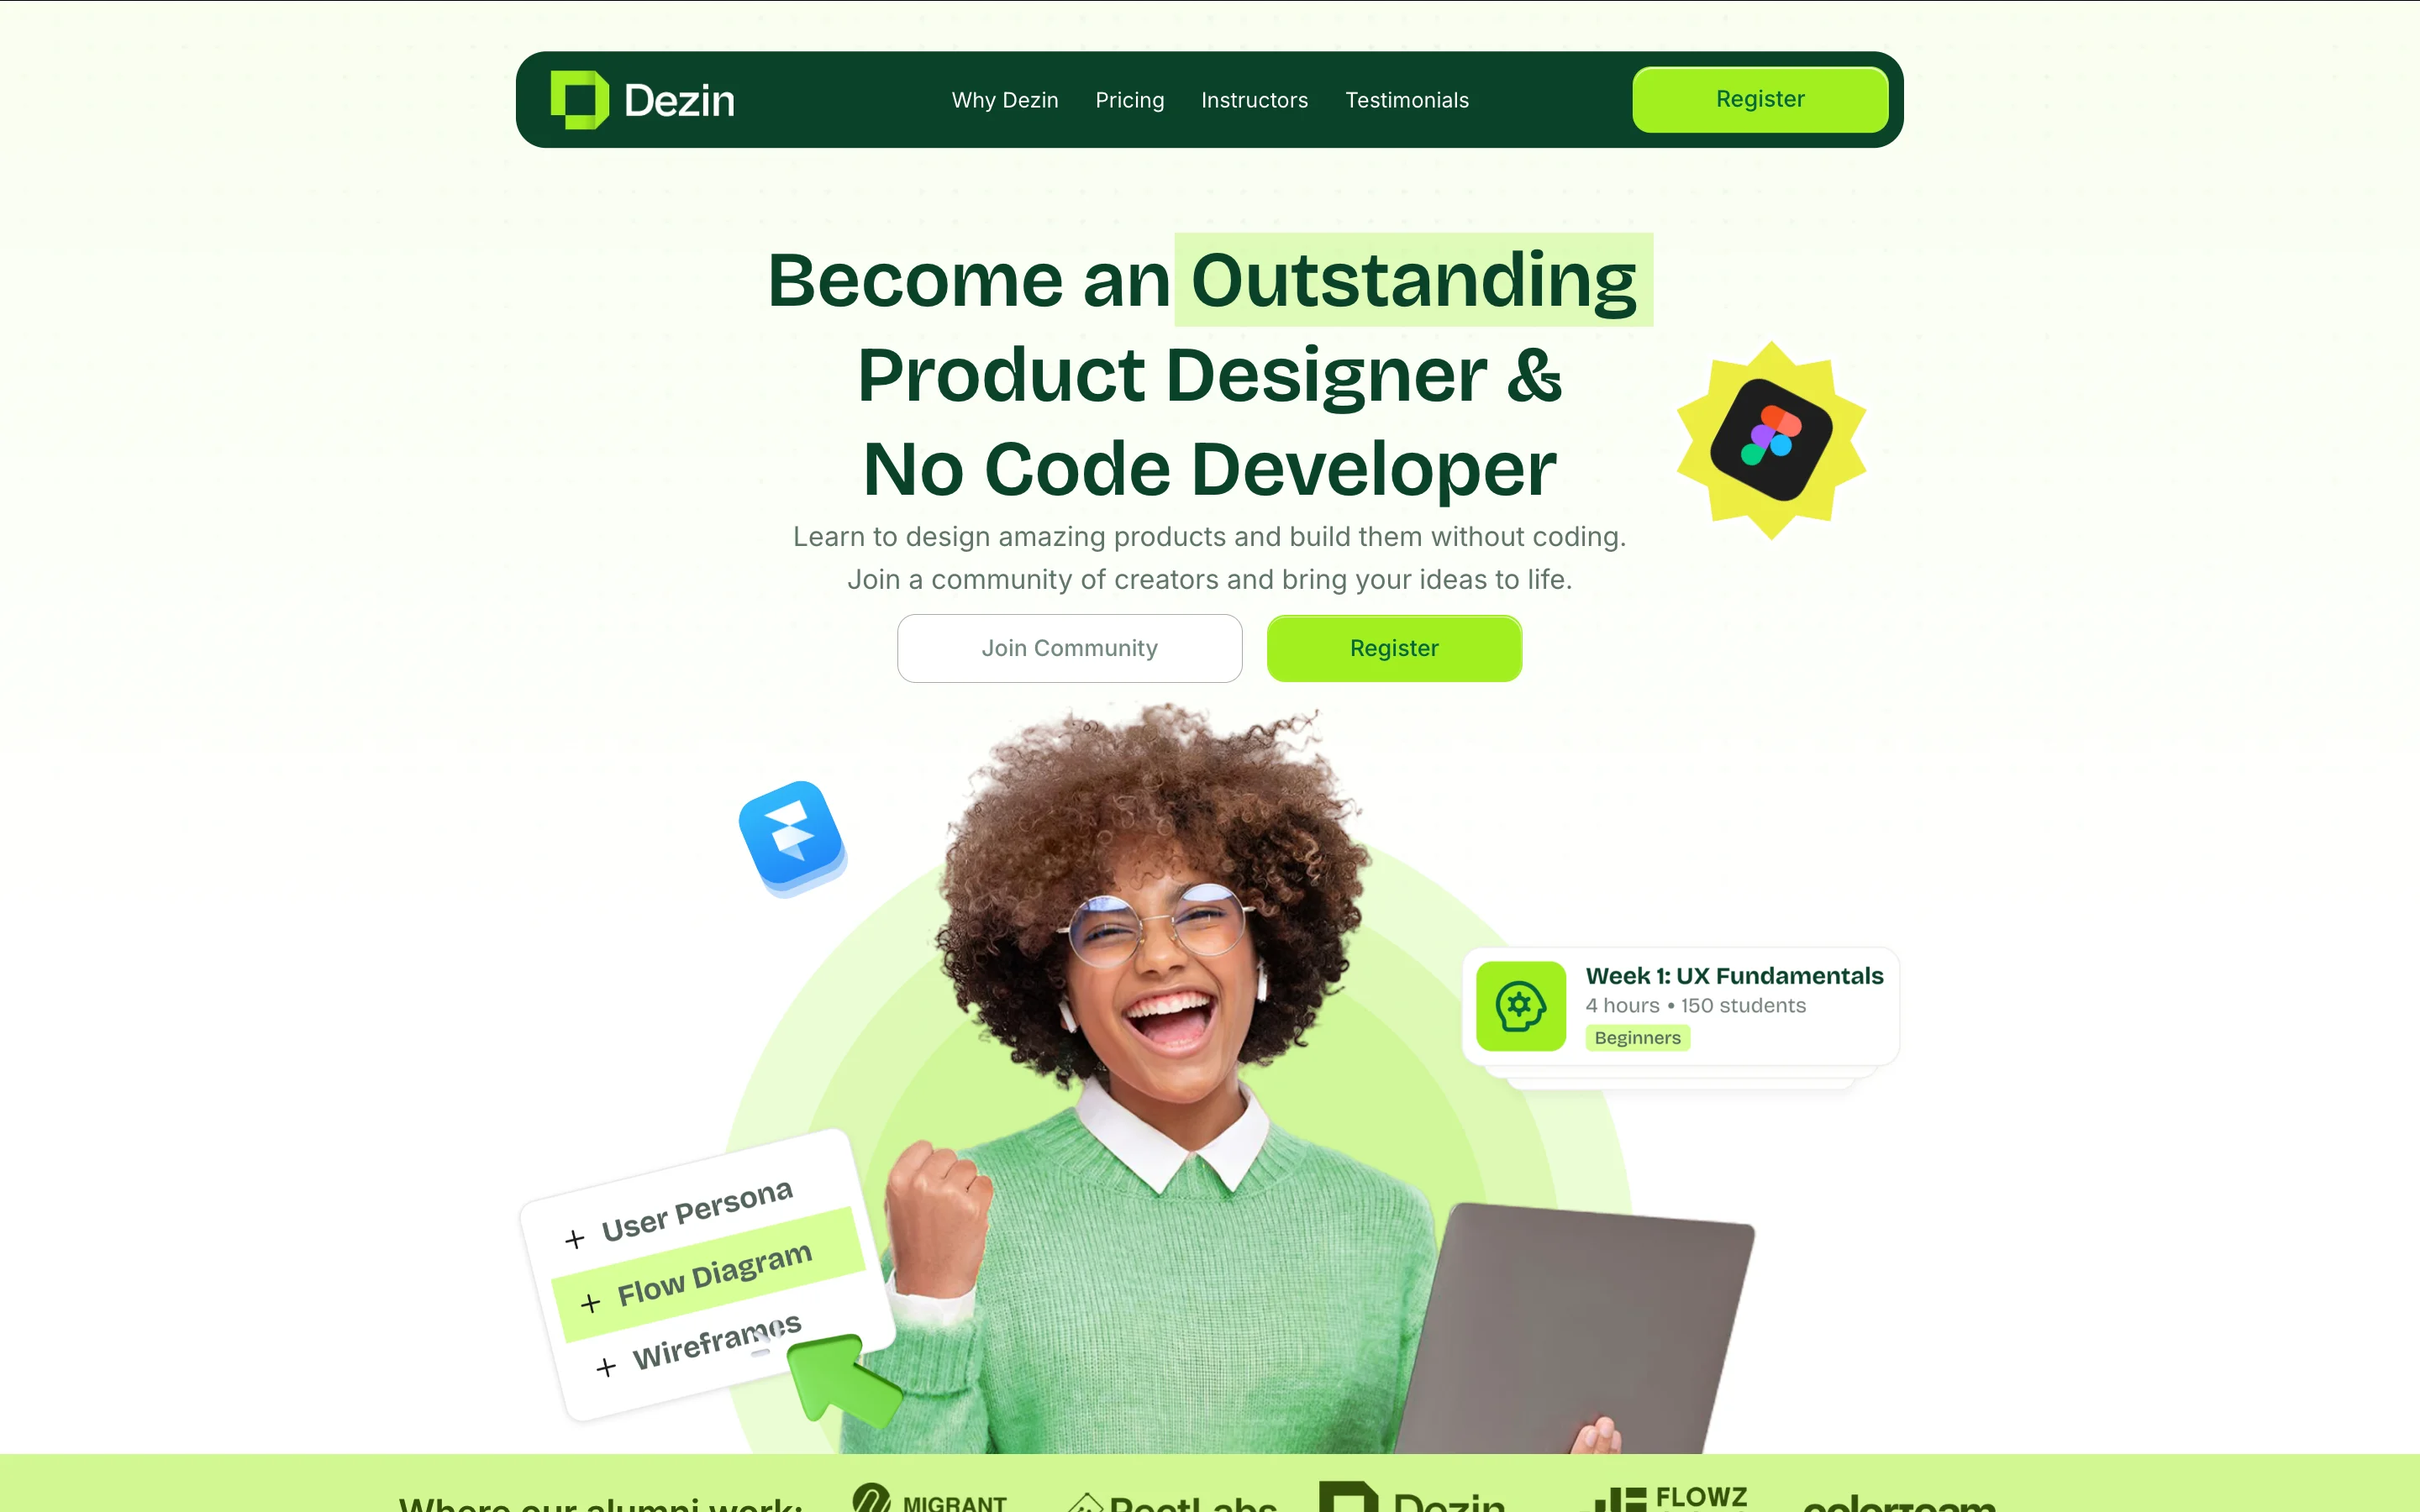 Dezin
Why Dezin
Pricing
Instructors
Testimonials
Register
Become an Outstanding
Product Designer &
No Code Developer
Learn to design amazing products and build them without coding.
Join a community of creators and bring your ideas to life.
Join Community
Register
Week 1: UX Fundamentals
4 hours • 150 students
Beginners
+ User Persona
+ Flow Diagram
+ Wireframes
Where our alumni work:
MIGRANT
Dezin
FLOWZ
colorteam